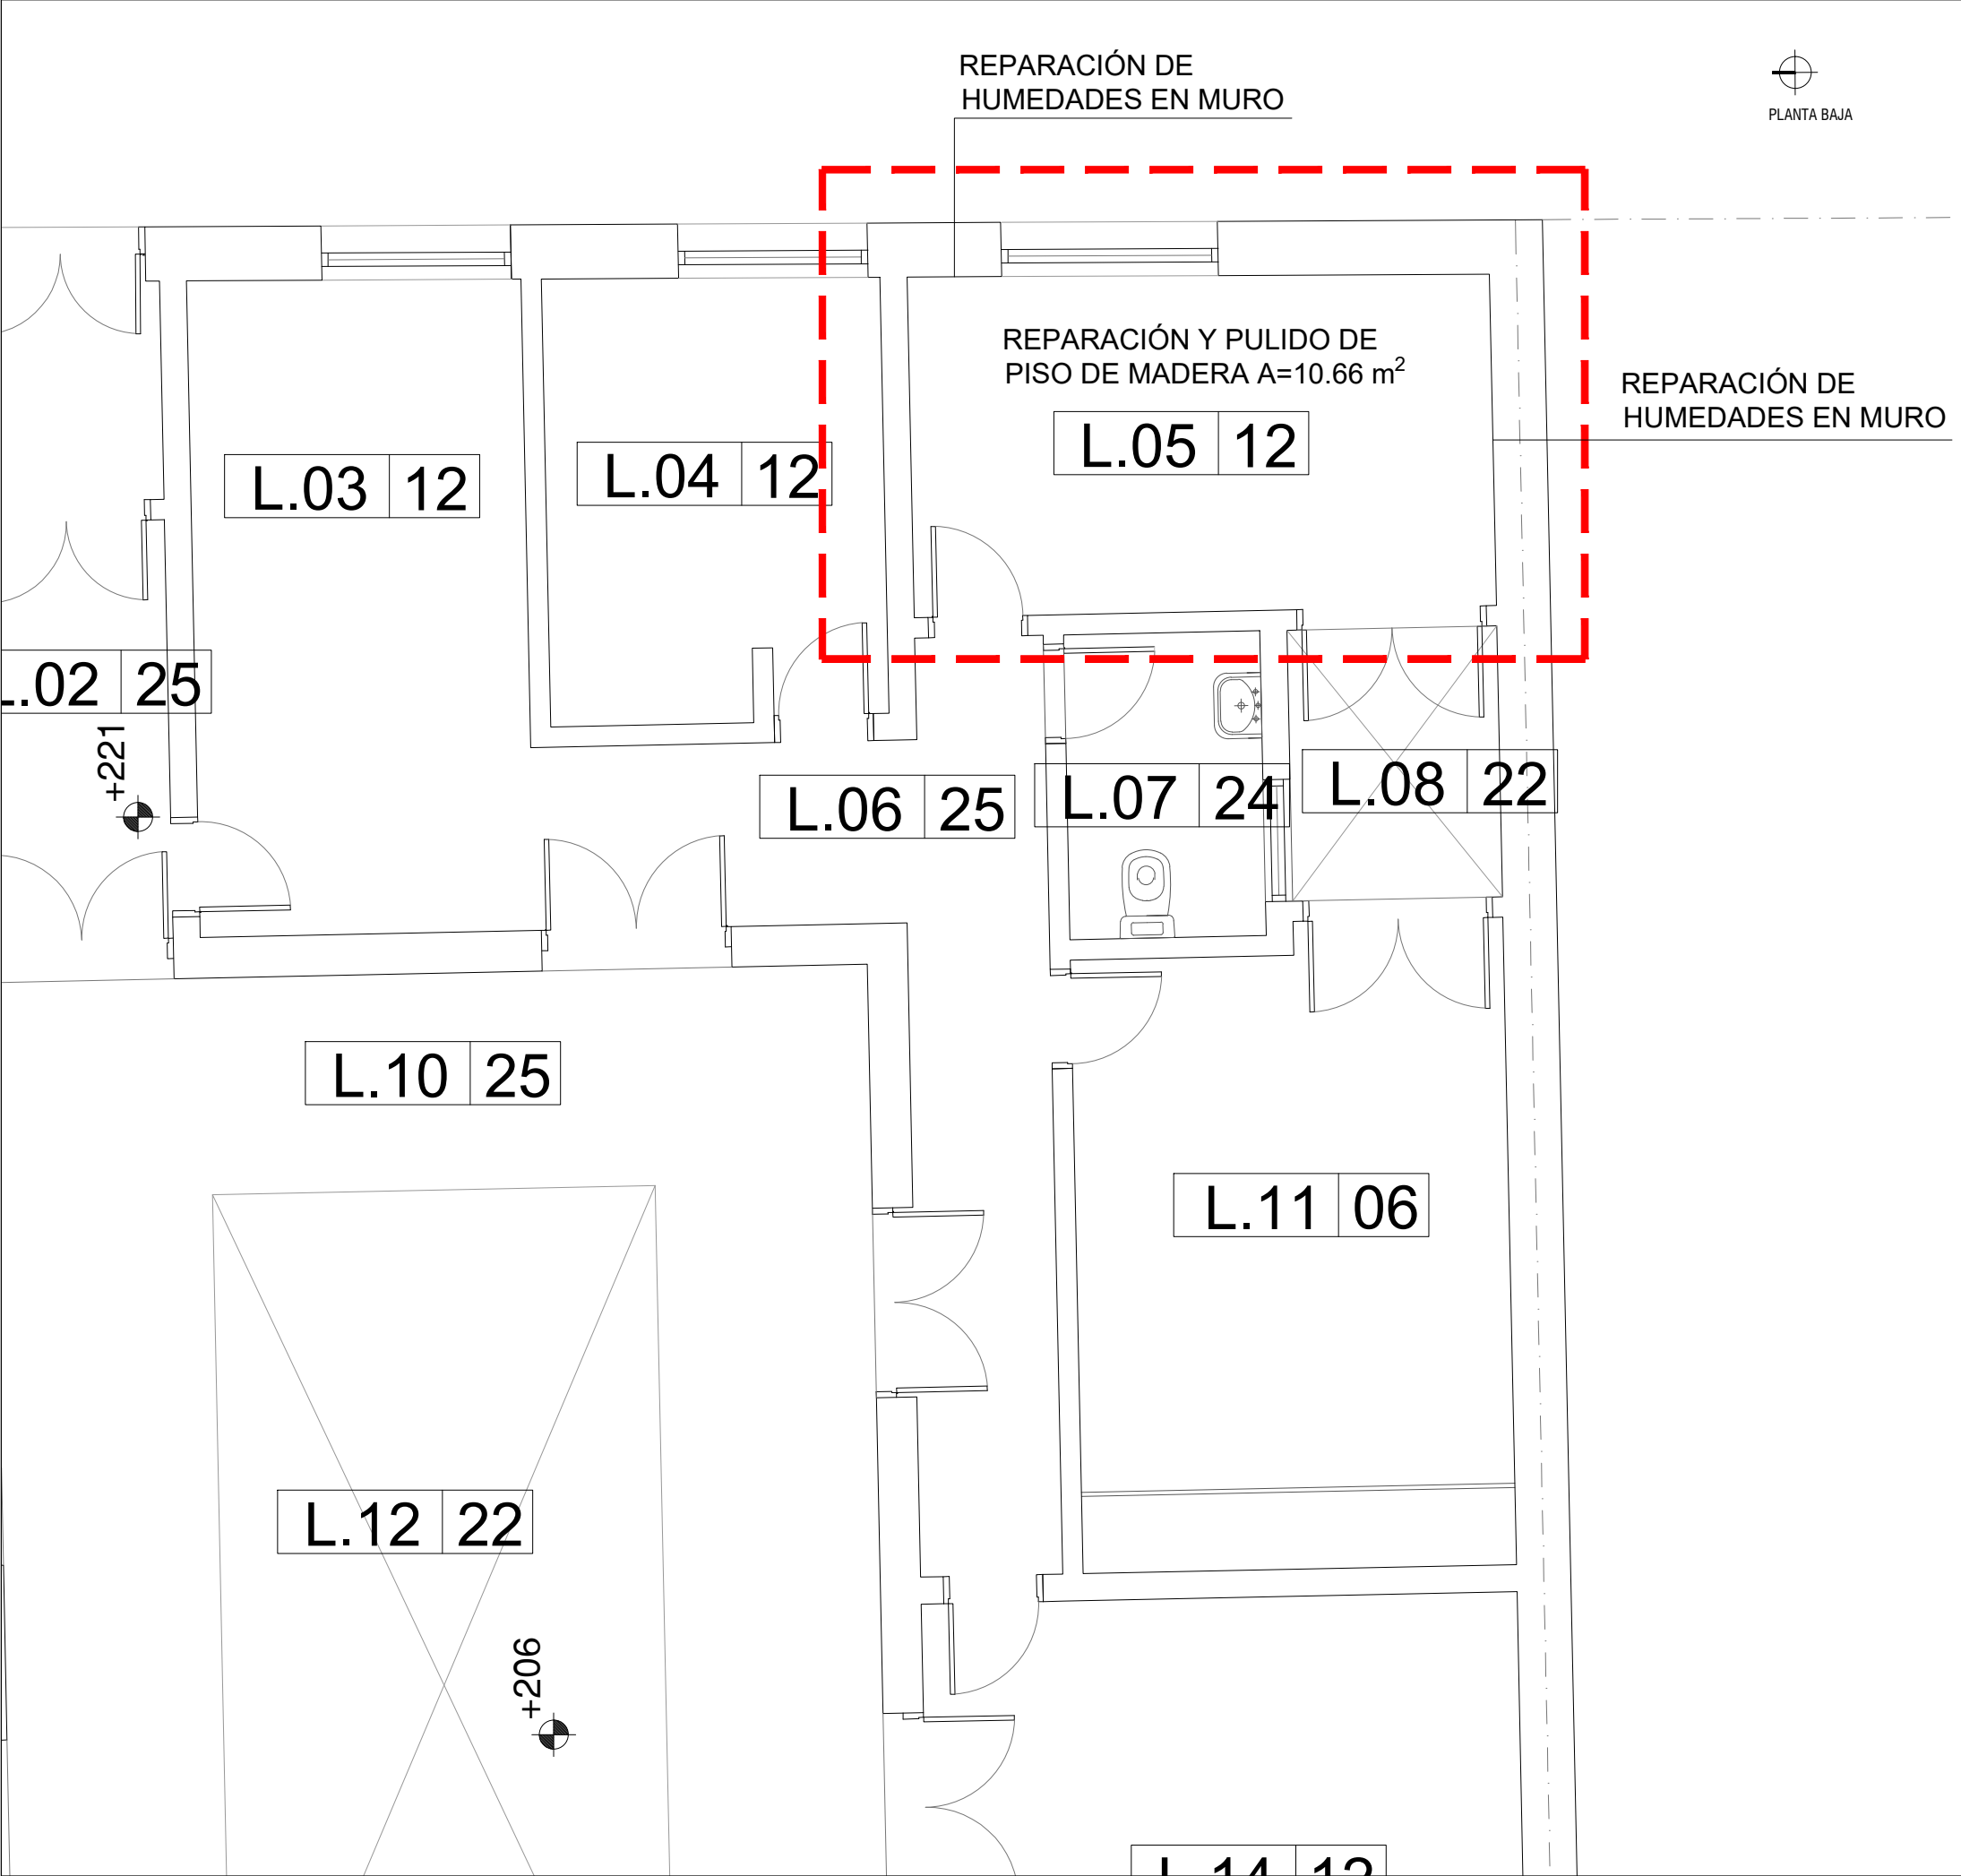 REPARACIÓN DE
HUMEDADES EN MURO
PLANTA BAJA
REPARACIÓN Y PULIDO DE
PISO DE MADERA A=10.66 m²
REPARACIÓN DE
HUMEDADES EN MURO
L.05 12
L.04 12
L.03 12
L.02 25
+221
L.06 25
L.07 24
L.08 22
L.10 25
L.11 06
L.12 22
+206
L.14 12